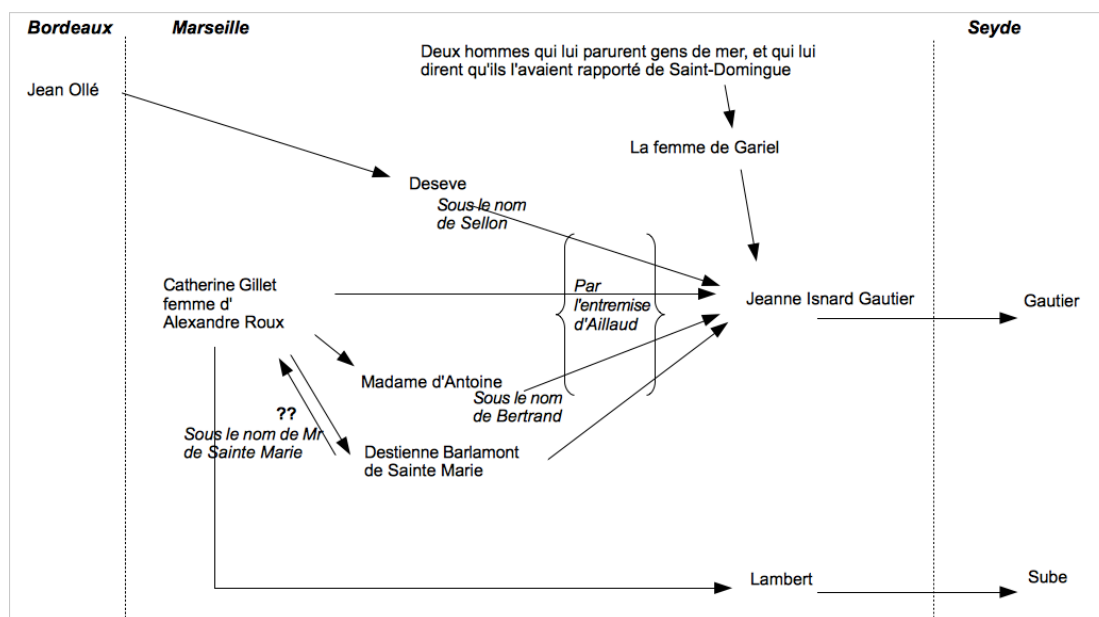 Bordeaux
Marseille
Seyde
Deux hommes qui lui parurent gens de mer, et qui lui
dirent qu'ils l'avaient rapporté de Saint-Domingue
Jean Ollé
La femme de Gariel
Deseve
Sous le nom
de Sellon
Catherine Gillet
femme d'
Alexandre Roux
Par
l'entremise
d'Aillaud
Jeanne Isnard Gautier
Gautier
Madame d'Antoine
Sous le nom
de Bertrand
??
Sous le nom de Mr
de Sainte Marie
Destienne Barlamont
de Sainte Marie
Lambert
Sube